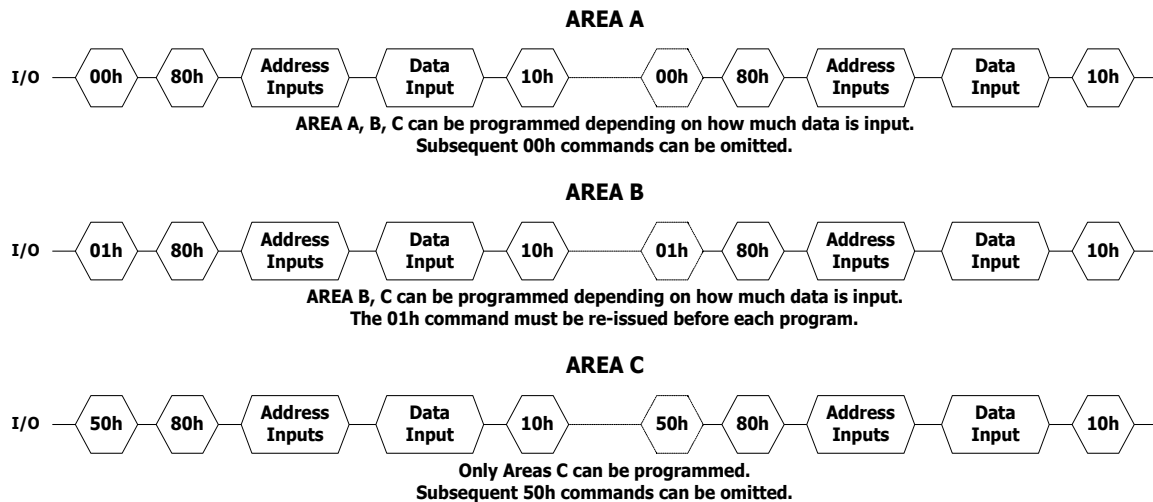 AREA A
I/O 00h 80h Address Inputs Data Input 10h 00h 80h Address Inputs Data Input 10h
AREA A, B, C can be programmed depending on how much data is input.
Subsequent 00h commands can be omitted.
AREA B
I/O 01h 80h Address Inputs Data Input 10h 01h 80h Address Inputs Data Input 10h
AREA B, C can be programmed depending on how much data is input.
The 01h command must be re-issued before each program.
AREA C
I/O 50h 80h Address Inputs Data Input 10h 50h 80h Address Inputs Data Input 10h
Only Areas C can be programmed.
Subsequent 50h commands can be omitted.